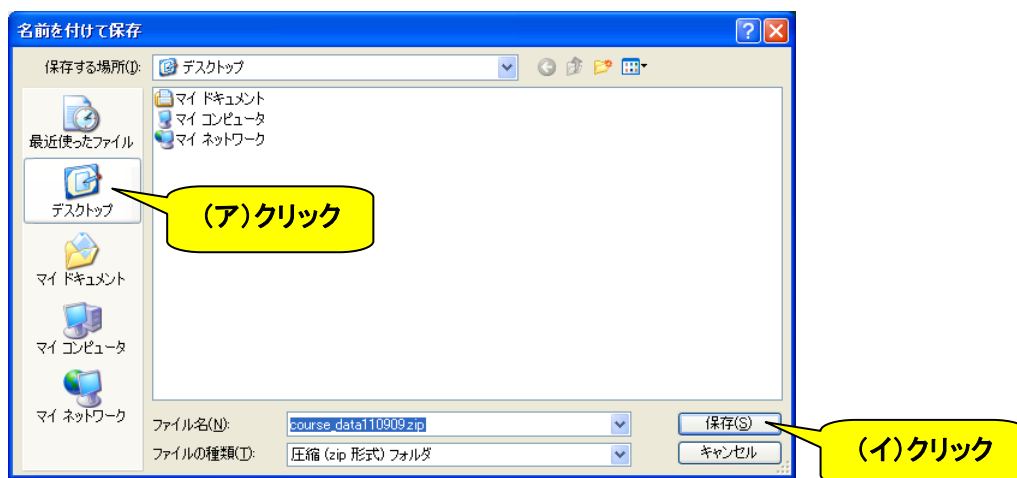 名前を付けて保存
保存する場所(I):
デスクトップ
マイ ドキュメント
マイ コンピュータ
マイ ネットワーク
最近使ったファイル
デスクトップ
マイ ドキュメント
マイ コンピュータ
マイ ネットワーク
(ア)クリック
ファイル名(N):
course_data110909.zip
保存(S)
ファイルの種類(T):
圧縮 (zip 形式) フォルダ
キャンセル
(イ)クリック